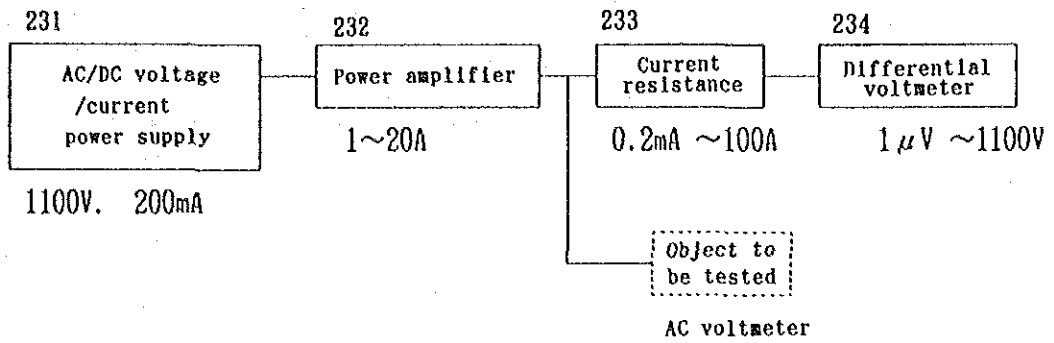 231
AC/DC voltage
/current
power supply
1100V. 200mA
232
Power amplifier
1~20A
233
Current
resistance
0.2mA ~100A
234
Differential
voltmeter
1μV ~1100V
Object to
be tested
AC voltmeter